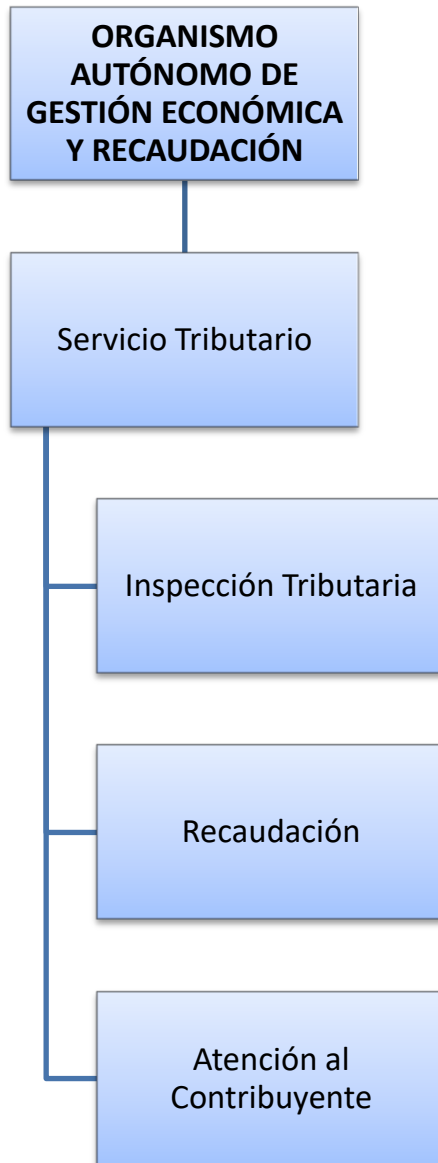 ORGANISMO
AUTÓNOMO DE
GESTIÓN ECONÓMICA
Y RECAUDACIÓN
Servicio Tributario
Inspección Tributaria
Recaudación
Atención al
Contribuyente